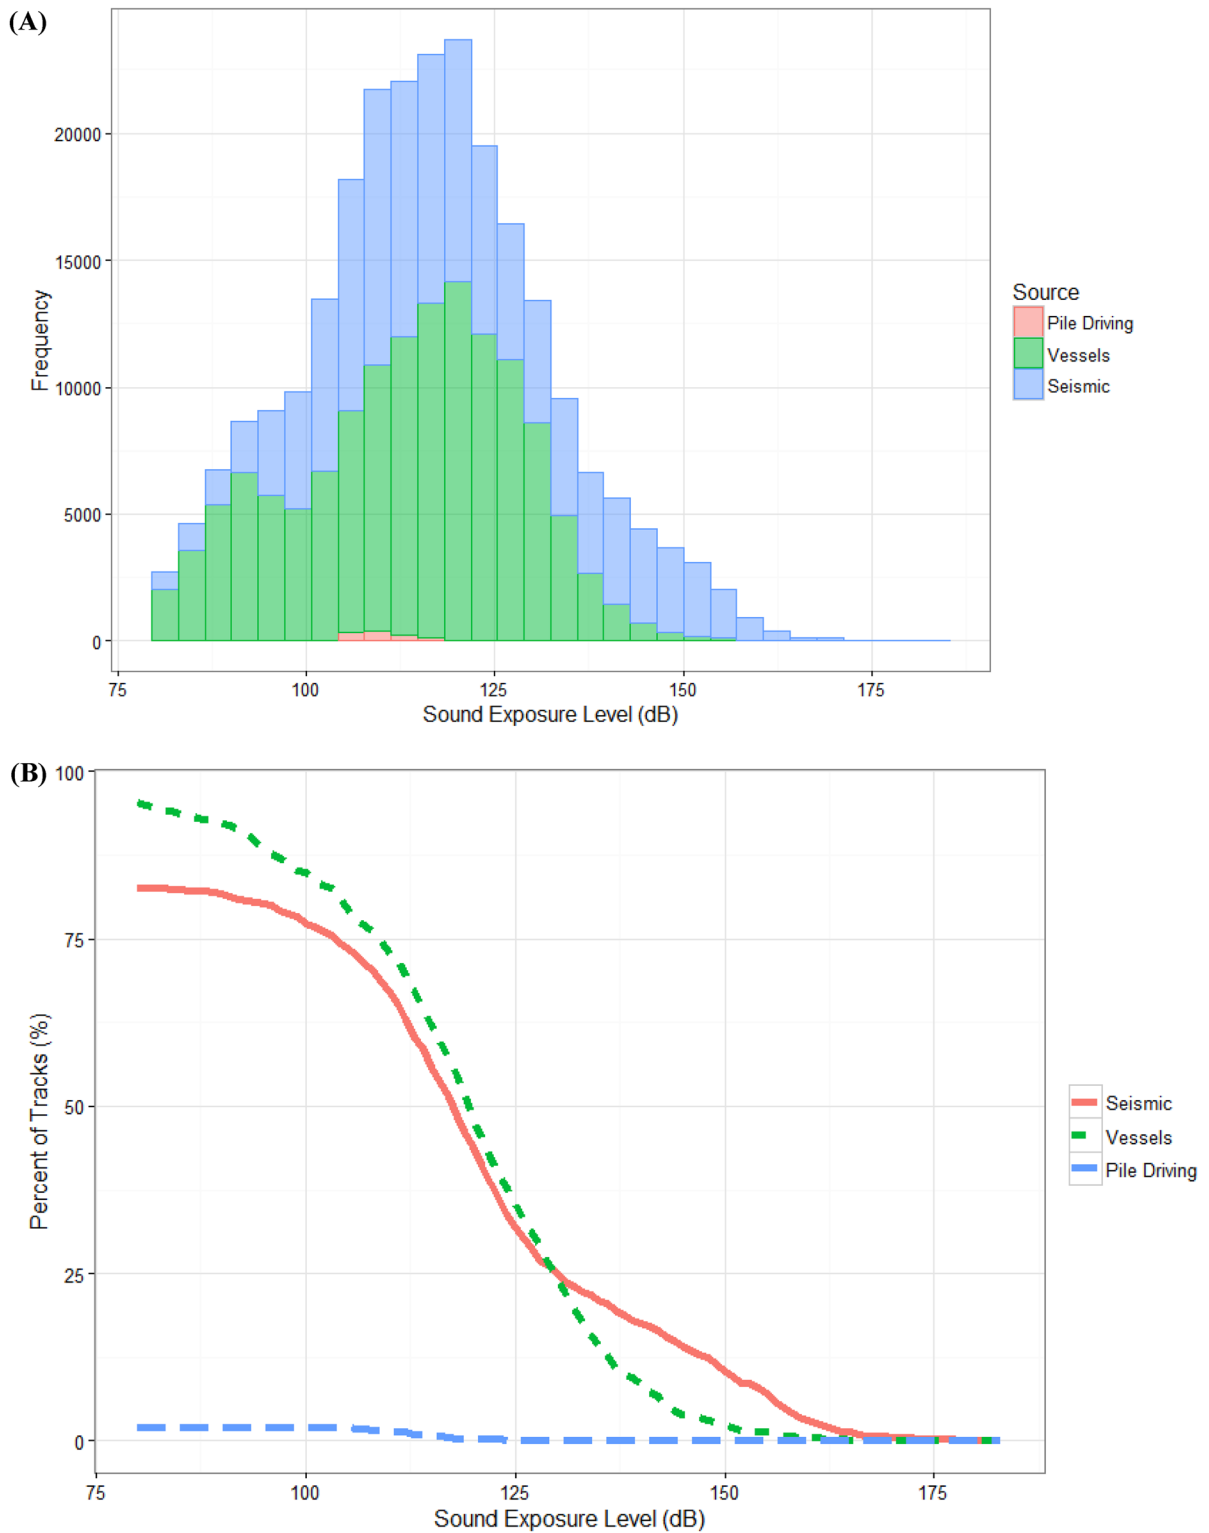 (A)
20000
15000
10000
5000
0
Frequency
75 100 125 150 175
Sound Exposure Level (dB)
Source
Pile Driving
Vessels
Seismic
(B)
100
75
50
25
0
Percent of Tracks (%)
75 100 125 150 175
Sound Exposure Level (dB)
Seismic
Vessels
Pile Driving